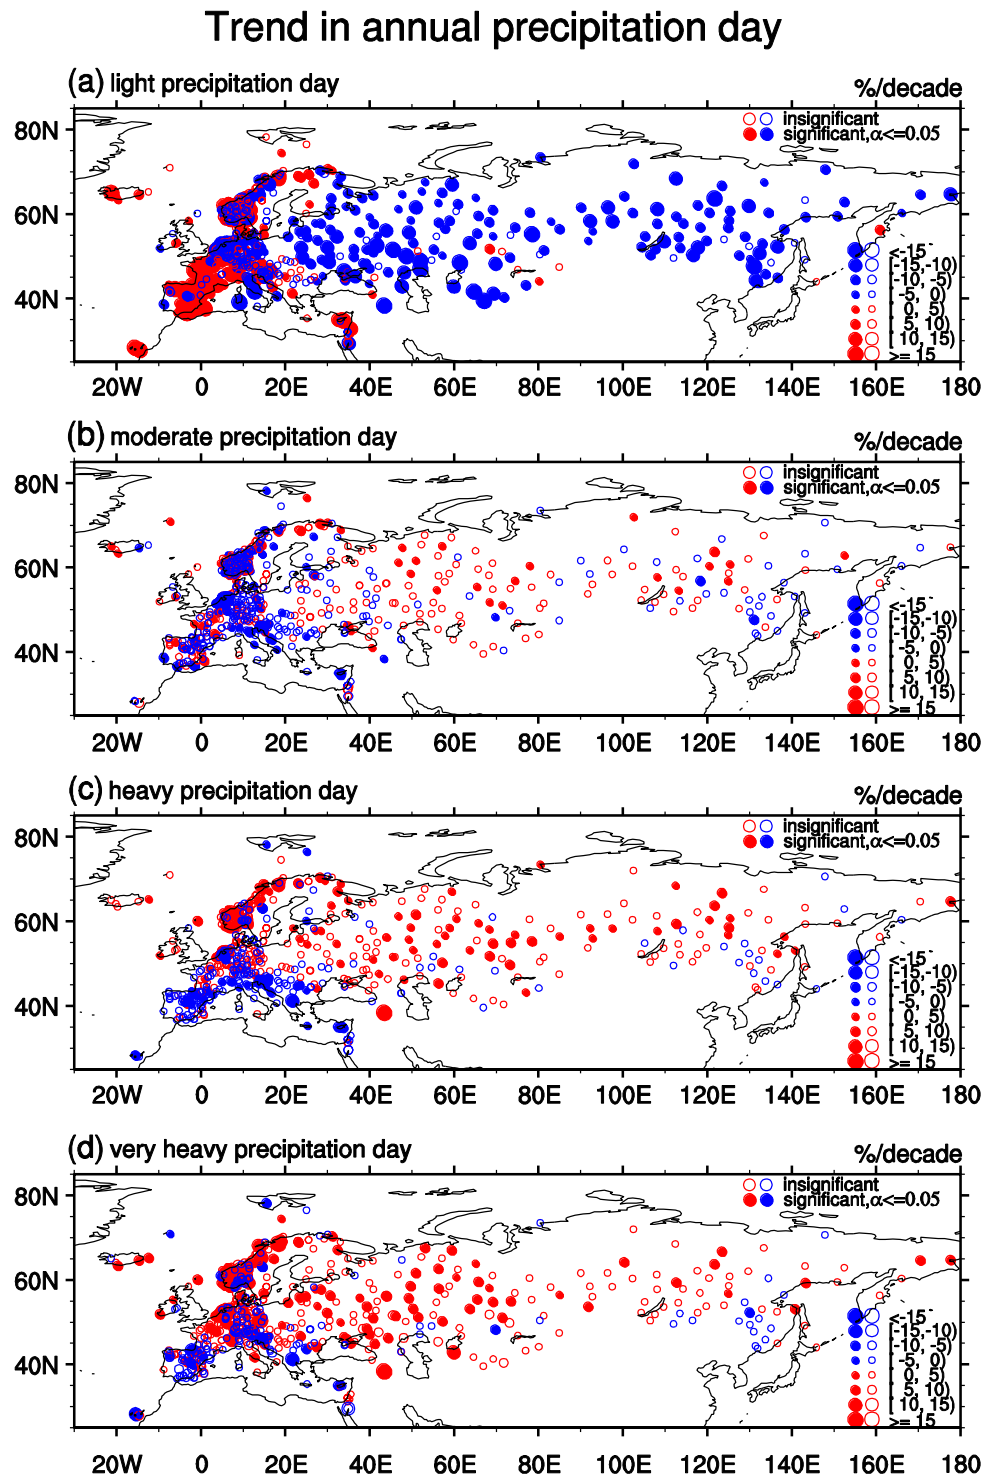 Trend in annual precipitation day
(a) light precipitation day %/decade
insignificant
significant,α<=0.05
80N
60N
40N
<-15
[-15,-10)
[-10, -5)
[-5, 0)
[ 0, 5)
[ 5, 10)
[ 10, 15)
>= 15
20W 0 20E 40E 60E 80E 100E 120E 140E 160E 180
(b) moderate precipitation day %/decade
insignificant
significant,α<=0.05
80N
60N
40N
<-15
[-15,-10)
[-10, -5)
[-5, 0)
[ 0, 5)
[ 5, 10)
[ 10, 15)
>= 15
20W 0 20E 40E 60E 80E 100E 120E 140E 160E 180
(c) heavy precipitation day %/decade
insignificant
significant,α<=0.05
80N
60N
40N
<-15
[-15,-10)
[-10, -5)
[-5, 0)
[ 0, 5)
[ 5, 10)
[ 10, 15)
>= 15
20W 0 20E 40E 60E 80E 100E 120E 140E 160E 180
(d) very heavy precipitation day %/decade
insignificant
significant,α<=0.05
80N
60N
40N
<-15
[-15,-10)
[-10, -5)
[-5, 0)
[ 0, 5)
[ 5, 10)
[ 10, 15)
>= 15
20W 0 20E 40E 60E 80E 100E 120E 140E 160E 180